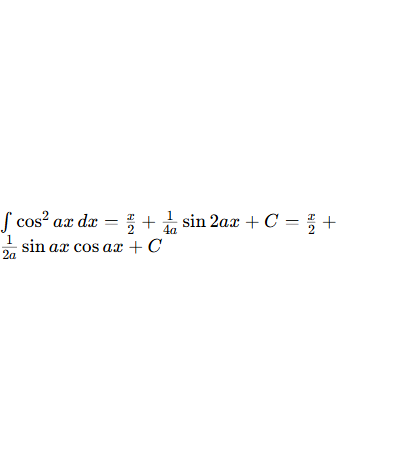 ∫ cos² ax dx = x/2 + 1/4a sin 2ax + C = x/2 +
1/2a sin ax cos ax + C